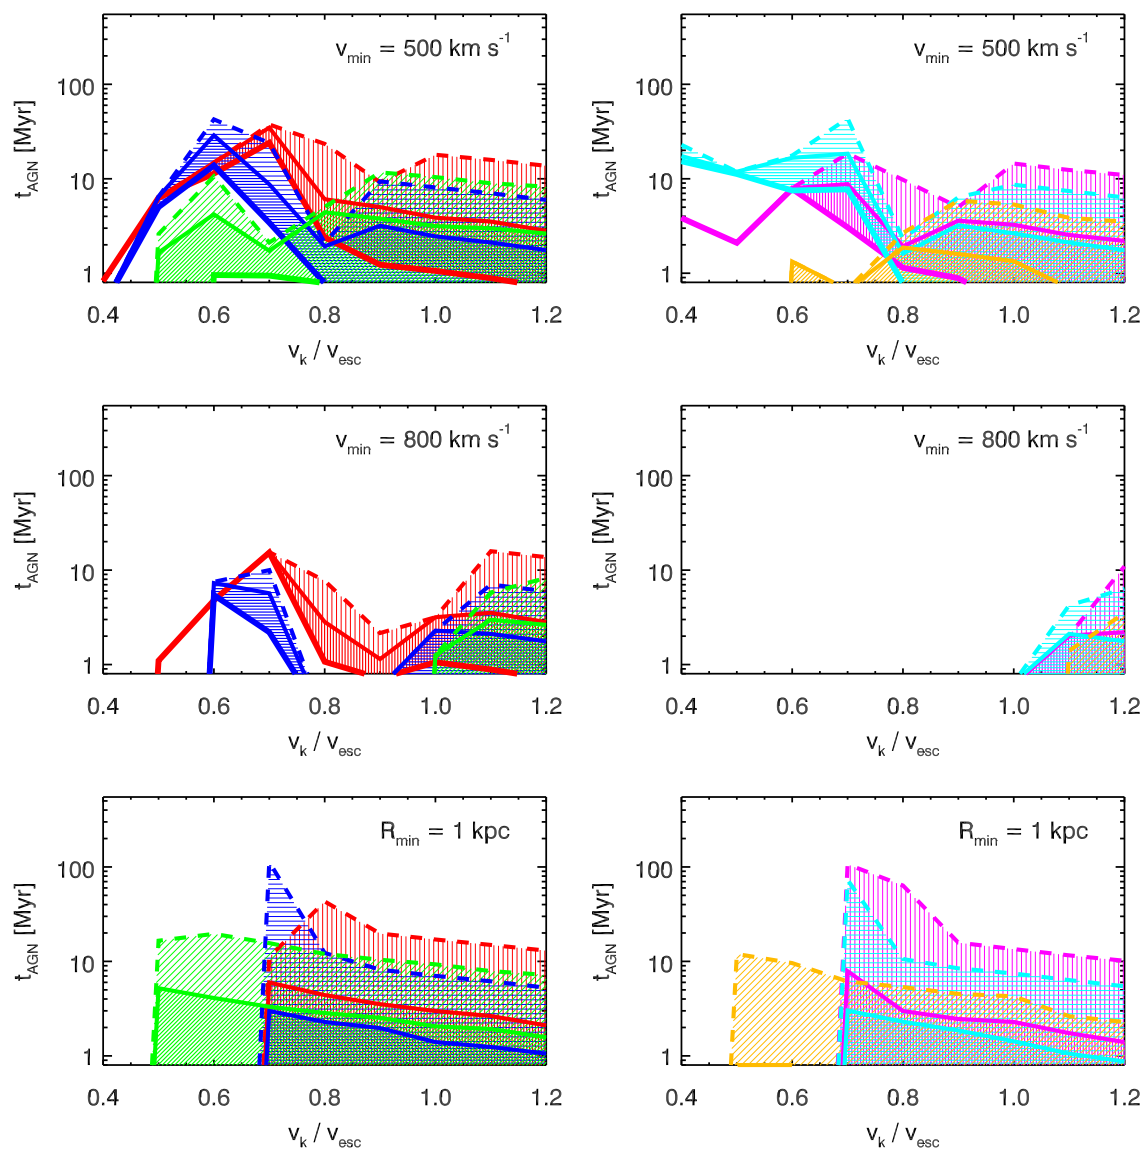 v_min = 500 km s^-1
t_AGN [Myr]
100
10
1
0.4 0.6 0.8 1.0 1.2
v_k / v_esc
v_min = 500 km s^-1
t_AGN [Myr]
100
10
1
0.4 0.6 0.8 1.0 1.2
v_k / v_esc
v_min = 800 km s^-1
t_AGN [Myr]
100
10
1
0.4 0.6 0.8 1.0 1.2
v_k / v_esc
v_min = 800 km s^-1
t_AGN [Myr]
100
10
1
0.4 0.6 0.8 1.0 1.2
v_k / v_esc
R_min = 1 kpc
t_AGN [Myr]
100
10
1
0.4 0.6 0.8 1.0 1.2
v_k / v_esc
R_min = 1 kpc
t_AGN [Myr]
100
10
1
0.4 0.6 0.8 1.0 1.2
v_k / v_esc